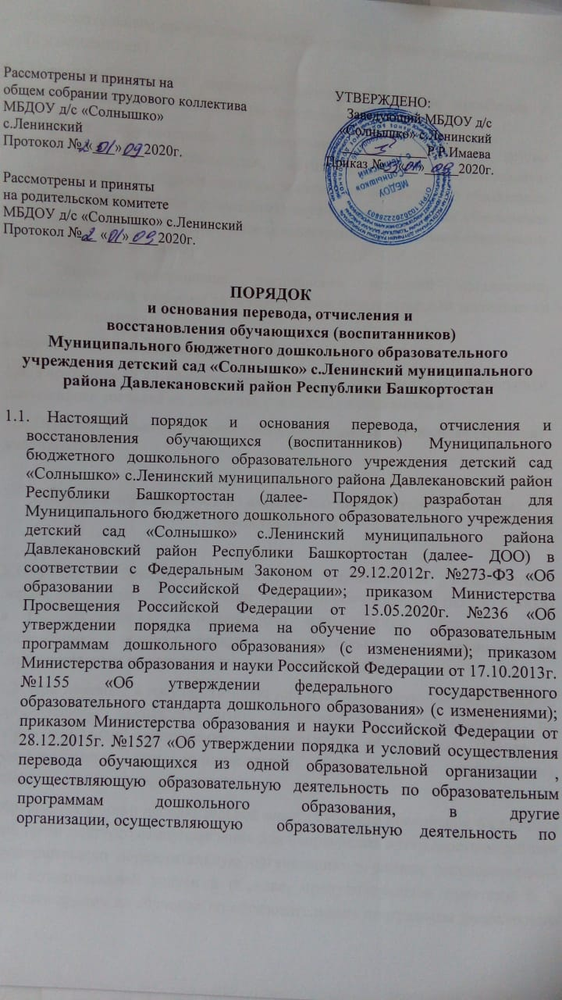 Рассмотрены и приняты на
общем собрании трудового коллектива
МБДОУ д/с «Солнышко»
с.Ленинский
Протокол №2 «01» 09 2020г.
Рассмотрены и приняты
на родительском комитете
МБДОУ д/с «Солнышко» с.Ленинский
Протокол №2 «01» 09 2020г.
УТВЕРЖДЕНО:
Заведующий МБДОУ д/с
«Солнышко» с.Ленинский
Р.Р.Имаева
Приказ № « » 09 2020г.
МБДОУ
«Солнышко»
с.Ленинский
ПОРЯДОК
и основания перевода, отчисления и
восстановления обучающихся (воспитанников)
Муниципального бюджетного дошкольного образовательного
учреждения детский сад «Солнышко» с.Ленинский муниципального
района Давлекановский район Республики Башкортостан
1.1. Настоящий порядок и основания перевода, отчисления и
восстановления обучающихся (воспитанников) Муниципального
бюджетного дошкольного образовательного учреждения детский сад
«Солнышко» с.Ленинский муниципального района Давлекановский район
Республики Башкортостан (далее- Порядок) разработан для
Муниципального бюджетного дошкольного образовательного учреждения
детский сад «Солнышко» с.Ленинский муниципального района
Давлекановский район Республики Башкортостан (далее- ДОО) в
соответствии с Федеральным Законом от 29.12.2012г. №273-ФЗ «Об
образовании в Российской Федерации»; приказом Министерства
Просвещения Российской Федерации от 15.05.2020г. №236 «Об
утверждении порядка приема на обучение по образовательным
программам дошкольного образования» (с изменениями); приказом
Министерства образования и науки Российской Федерации от 17.10.2013г.
№1155 «Об утверждении федерального государственного
образовательного стандарта дошкольного образования» (с изменениями);
приказом Министерства образования и науки Российской Федерации от
28.12.2015г. №1527 «Об утверждении порядка и условий осуществления
перевода обучающихся из одной образовательной организации ,
осуществляющую образовательную деятельность по образовательным
программам дошкольного образования, в другие
организации, осуществляющую образовательную деятельность по